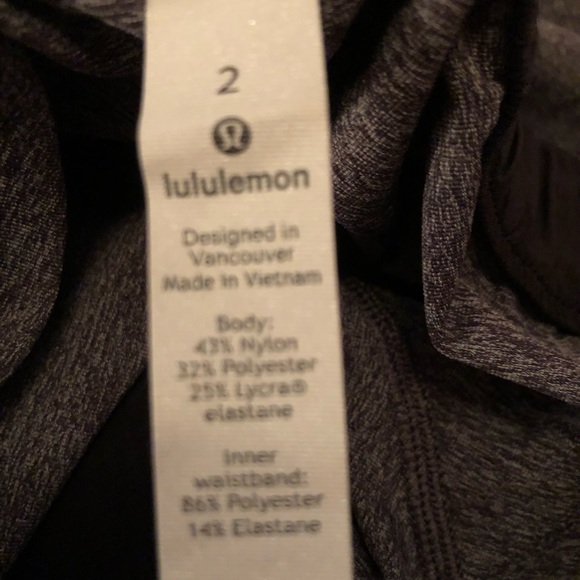 2
lululemon
Designed in
Vancouver
Made in Vietnam
Body:
43% Nylon
32% Polyester
25% Lycra®
elastane
Inner
waistband:
86% Polyester
14% Elastane